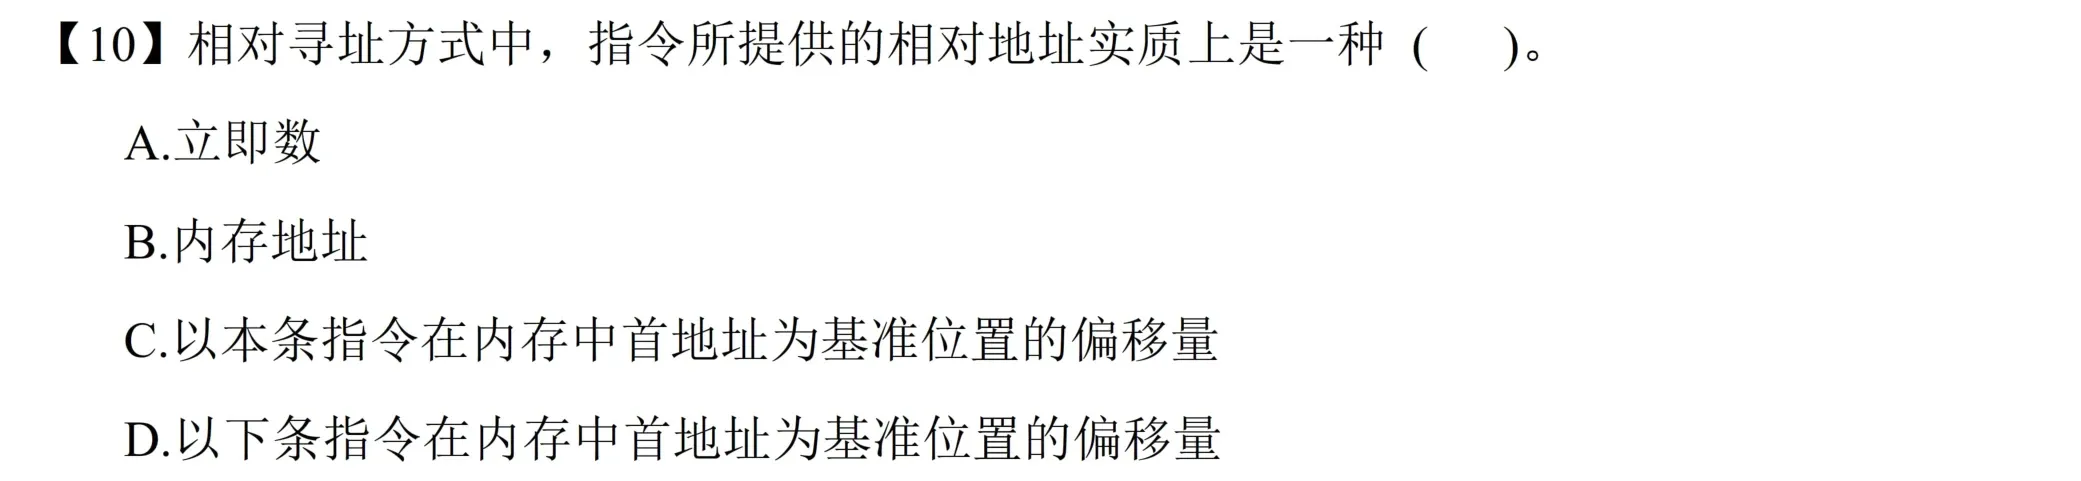 【10】相对寻址方式中，指令所提供的相对地址实质上是一种 (    )。
A.立即数
B.内存地址
C.以本条指令在内存中首地址为基准位置的偏移量
D.以下条指令在内存中首地址为基准位置的偏移量